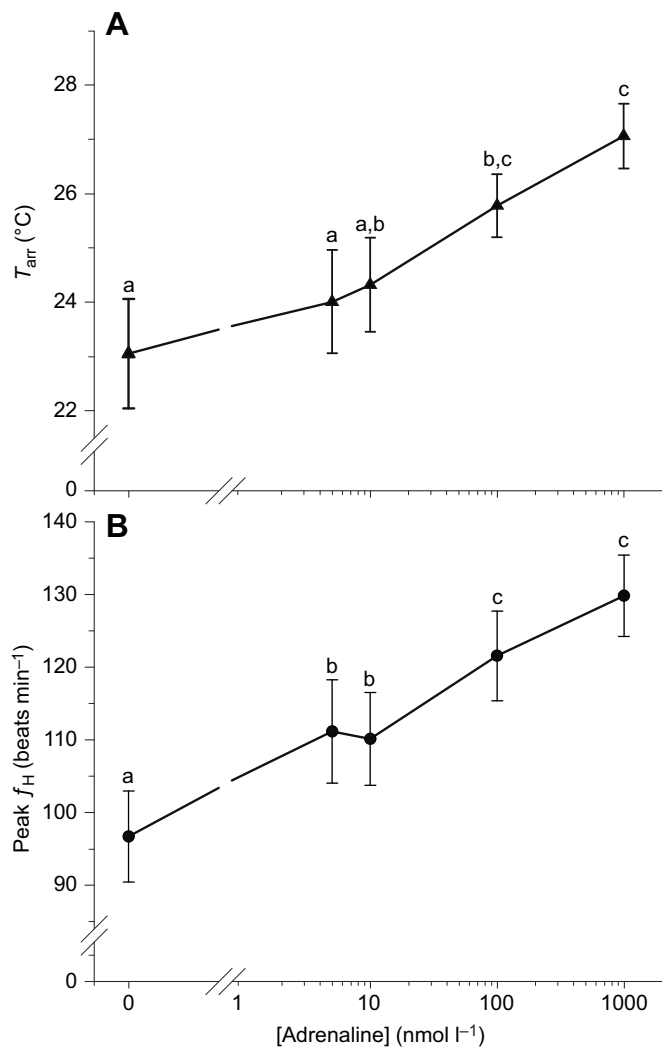 A
28
26
24
22
0
T_arr (°C)
a
a
a,b
b,c
c
B
140
130
120
110
100
90
0
Peak f_H (beats min⁻¹)
a
b
b
c
c
0
1
10
100
1000
[Adrenaline] (nmol l⁻¹)